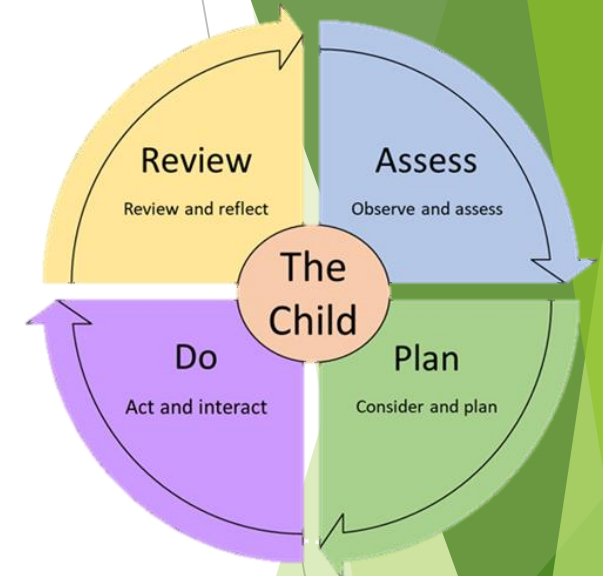 Review
Review and reflect
Assess
Observe and assess
The
Child
Do
Act and interact
Plan
Consider and plan